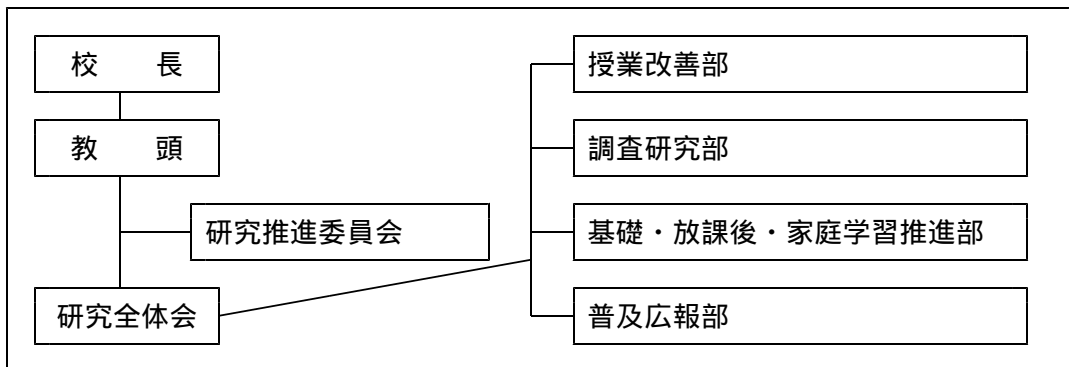 校　　長
教　　頭
研究推進委員会
研究全体会
授業改善部
調査研究部
基礎・放課後・家庭学習推進部
普及広報部